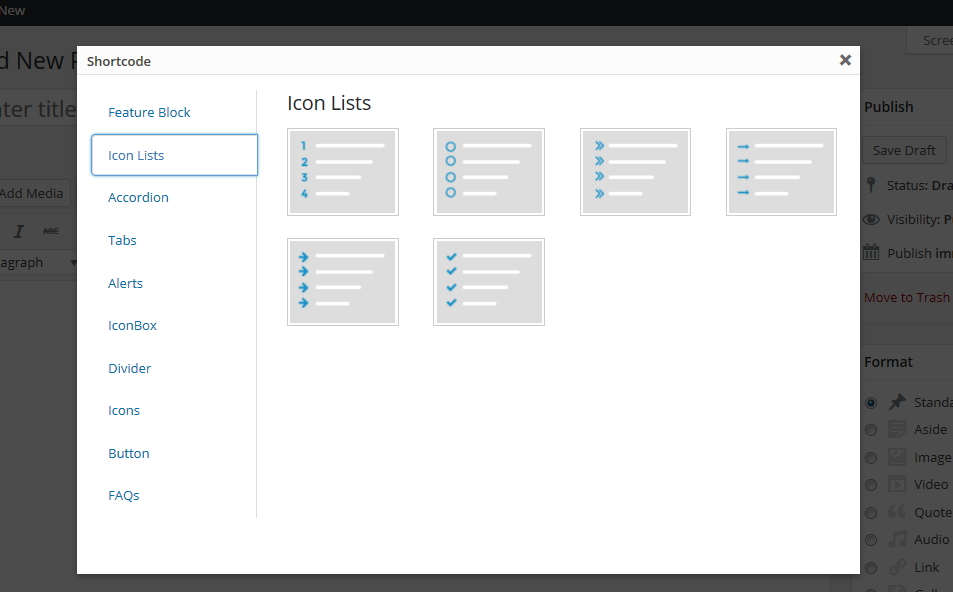 New
Scree
d New P
Shortcode
Icon Lists
Feature Block
Icon Lists
Accordion
Tabs
Alerts
IconBox
Divider
Icons
Button
FAQs
1
2
3
4
ter title
Add Media
I
ABC
agraph
Publish
Save Draft
Status: Dra
Visibility: P
Publish imm
Move to Trash
Format
Standa
Aside
Image
Video
Quote
Audio
Link